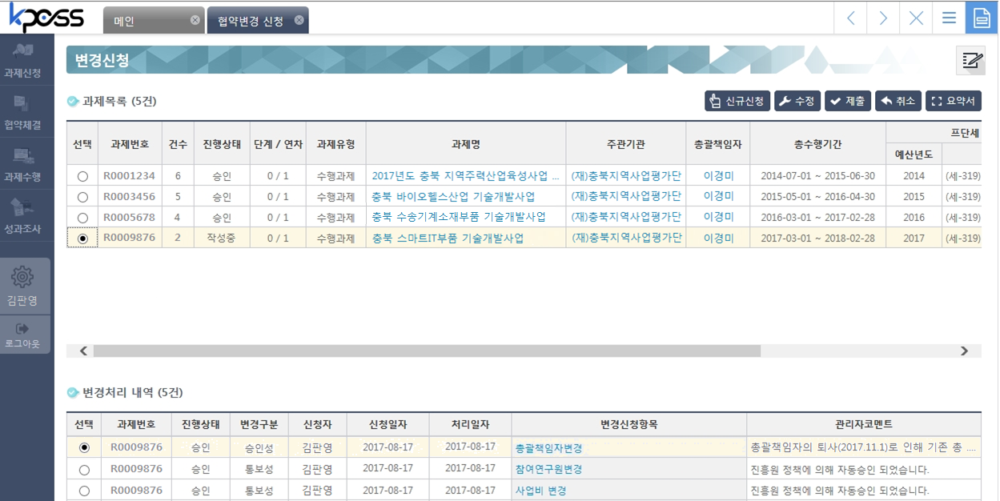 kposs 메인 협약변경 신청
과제신청
협약체결
과제수행
성과조사
김판영
로그아웃
변경신청
과제목록 (5건) 신규신청 수정 제출 취소 요약서
선택 과제번호 건수 진행상태 단계 / 연차 과제유형 과제명 주관기관 총괄책임자 총수행기간 프단세
예산년도
R0001234 6 승인 0 / 1 수행과제 2017년도 충북 지역주력산업육성사업 ... (재)충북지역사업평가단 이경미 2014-07-01 ~ 2015-06-30 2014 (세-319)
R0003456 5 승인 0 / 1 수행과제 충북 바이오헬스산업 기술개발사업 (재)충북지역사업평가단 이경미 2015-05-01 ~ 2016-04-30 2015 (세-319)
R0005678 4 승인 0 / 1 수행과제 충북 수송기계소재부품 기술개발사업 (재)충북지역사업평가단 이경미 2016-03-01 ~ 2017-02-28 2016 (세-319)
R0009876 2 작성중 0 / 1 수행과제 충북 스마트IT부품 기술개발사업 (재)충북지역사업평가단 이경미 2017-03-01 ~ 2018-02-28 2017 (세-319)
변경처리 내역 (5건)
선택 과제번호 진행상태 변경구분 신청자 신청일자 처리일자 변경신청항목 관리자코멘트
R0009876 승인 승인성 김판영 2017-08-17 2017-08-17 총괄책임자변경 총괄책임자의 퇴사(2017.11.1)로 인해 기존 총 ....
R0009876 승인 통보성 김판영 2017-08-17 2017-08-17 참여연구원변경 진흥원 정책에 의해 자동승인 되었습니다.
R0009876 승인 통보성 김판영 2017-08-17 2017-08-17 사업비 변경 진흥원 정책에 의해 자동승인 되었습니다.